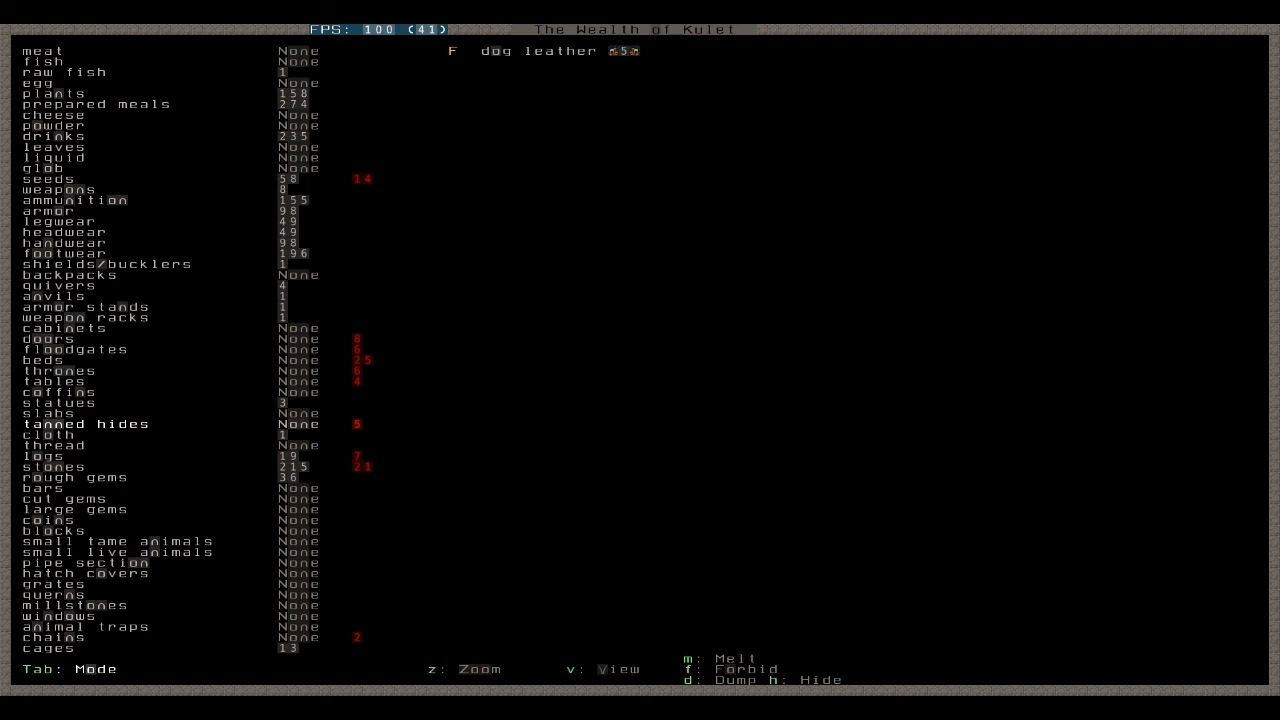 FPS: 100 (41) The Wealth of Kulet
meat None F dog leather [5]
fish None
raw fish 1
egg None
plants 158
prepared meals 274
cheese None
powder None
drinks 235
leaves None
liquid None
glob None
seeds 58 14
weapons 8
ammunition 155
armor 98
legwear 49
headwear 49
handwear 98
footwear 196
shields/bucklers 1
backpacks None
quivers 4
anvils 1
armor stands 1
weapon racks 1
cabinets None
doors None 8
floodgates None 6
beds None 25
thrones None 6
tables None 4
coffins None
statues 3
slabs None
tanned hides None 5
cloth 1
thread None
logs 19 7
stones 215 21
rough gems 36
bars None
cut gems None
large gems None
coins None
blocks None
small tame animals None
small live animals None
pipe section None
hatch covers None
grates None
querns None
millstones None
windows None
animal traps None
chains None 2
cages 13
Tab: Mode z: Zoom v: View m: Melt
f: Forbid
d: Dump h: Hide